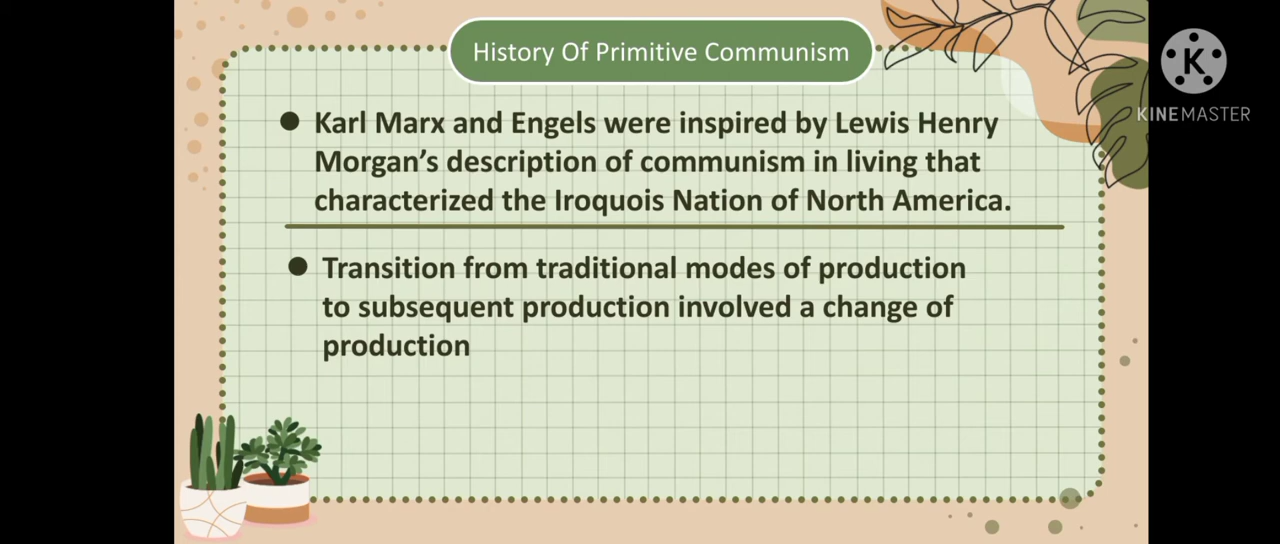 History Of Primitive Communism
K
KINEMASTER
● Karl Marx and Engels were inspired by Lewis Henry
Morgan’s description of communism in living that
characterized the Iroquois Nation of North America.
● Transition from traditional modes of production
to subsequent production involved a change of
production